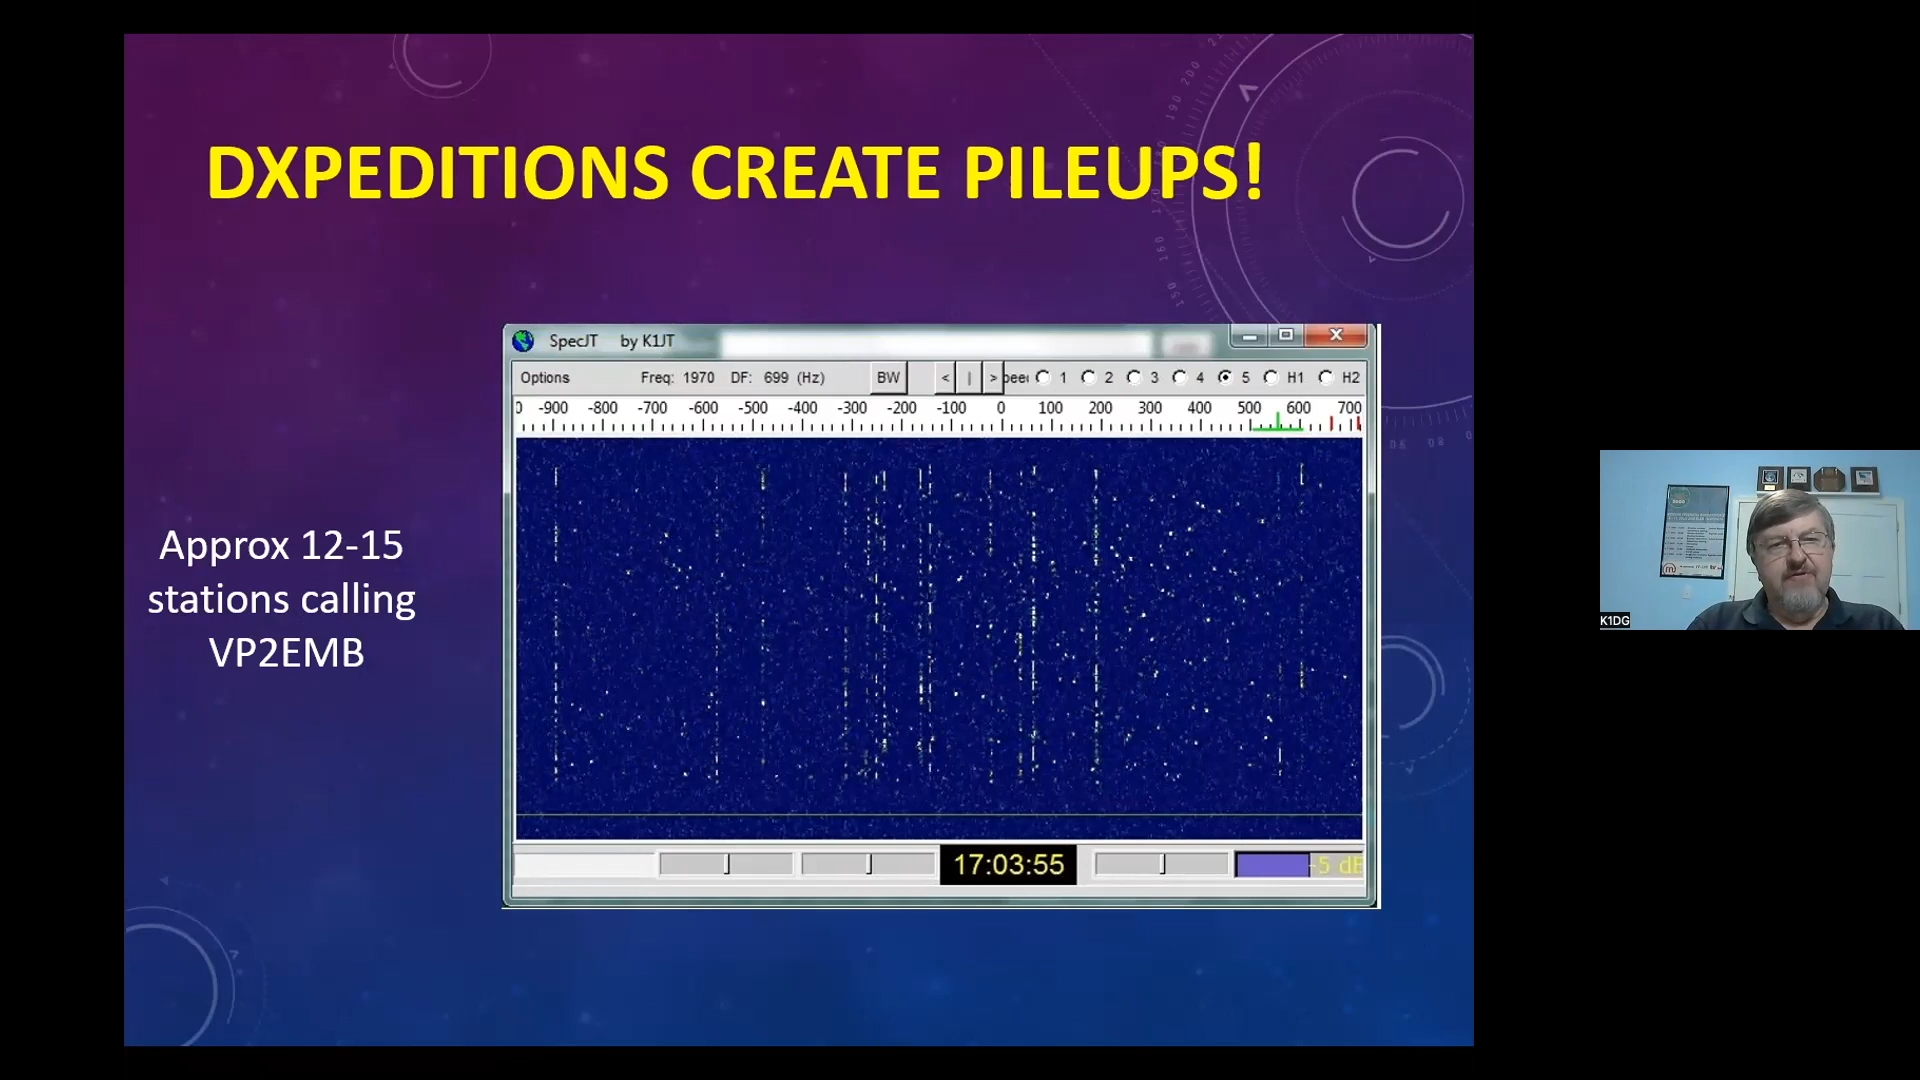 DXPEDITIONS CREATE PILEUPS!
SpecJT by K1JT
Options Freq: 1970 DF: 699 (Hz) BW < | > 1 2 3 4 5 H1 H2
-900 -800 -700 -600 -500 -400 -300 -200 -100 0 100 200 300 400 500 600 700
Approx 12-15
stations calling
VP2EMB
17:03:55
-5 dB
K1DG